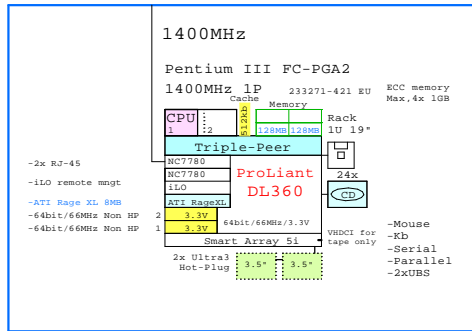 1400MHz
Pentium III FC-PGA2
1400MHz 1P 233271-421 EU
ECC memory
Max,4x 1GB
Cache
Memory
CPU
1
:2
512kb
128MB 128MB
Rack
1U 19"
Triple-Peer
-2x RJ-45
NC7780
NC7780
ProLiant
DL360
24x
-iLO remote mngt
iLO
CD
-ATI Rage XL 8MB
ATI RageXL
-64bit/66MHz Non HP 2 3.3V
64bit/66MHz/3.3V
-64bit/66MHz Non HP 1 3.3V
Smart Array 5i
VHDCI for
tape only
-Mouse
-Kb
-Serial
-Parallel
-2xUBS
2x Ultra3
Hot-Plug
3.5" 3.5"